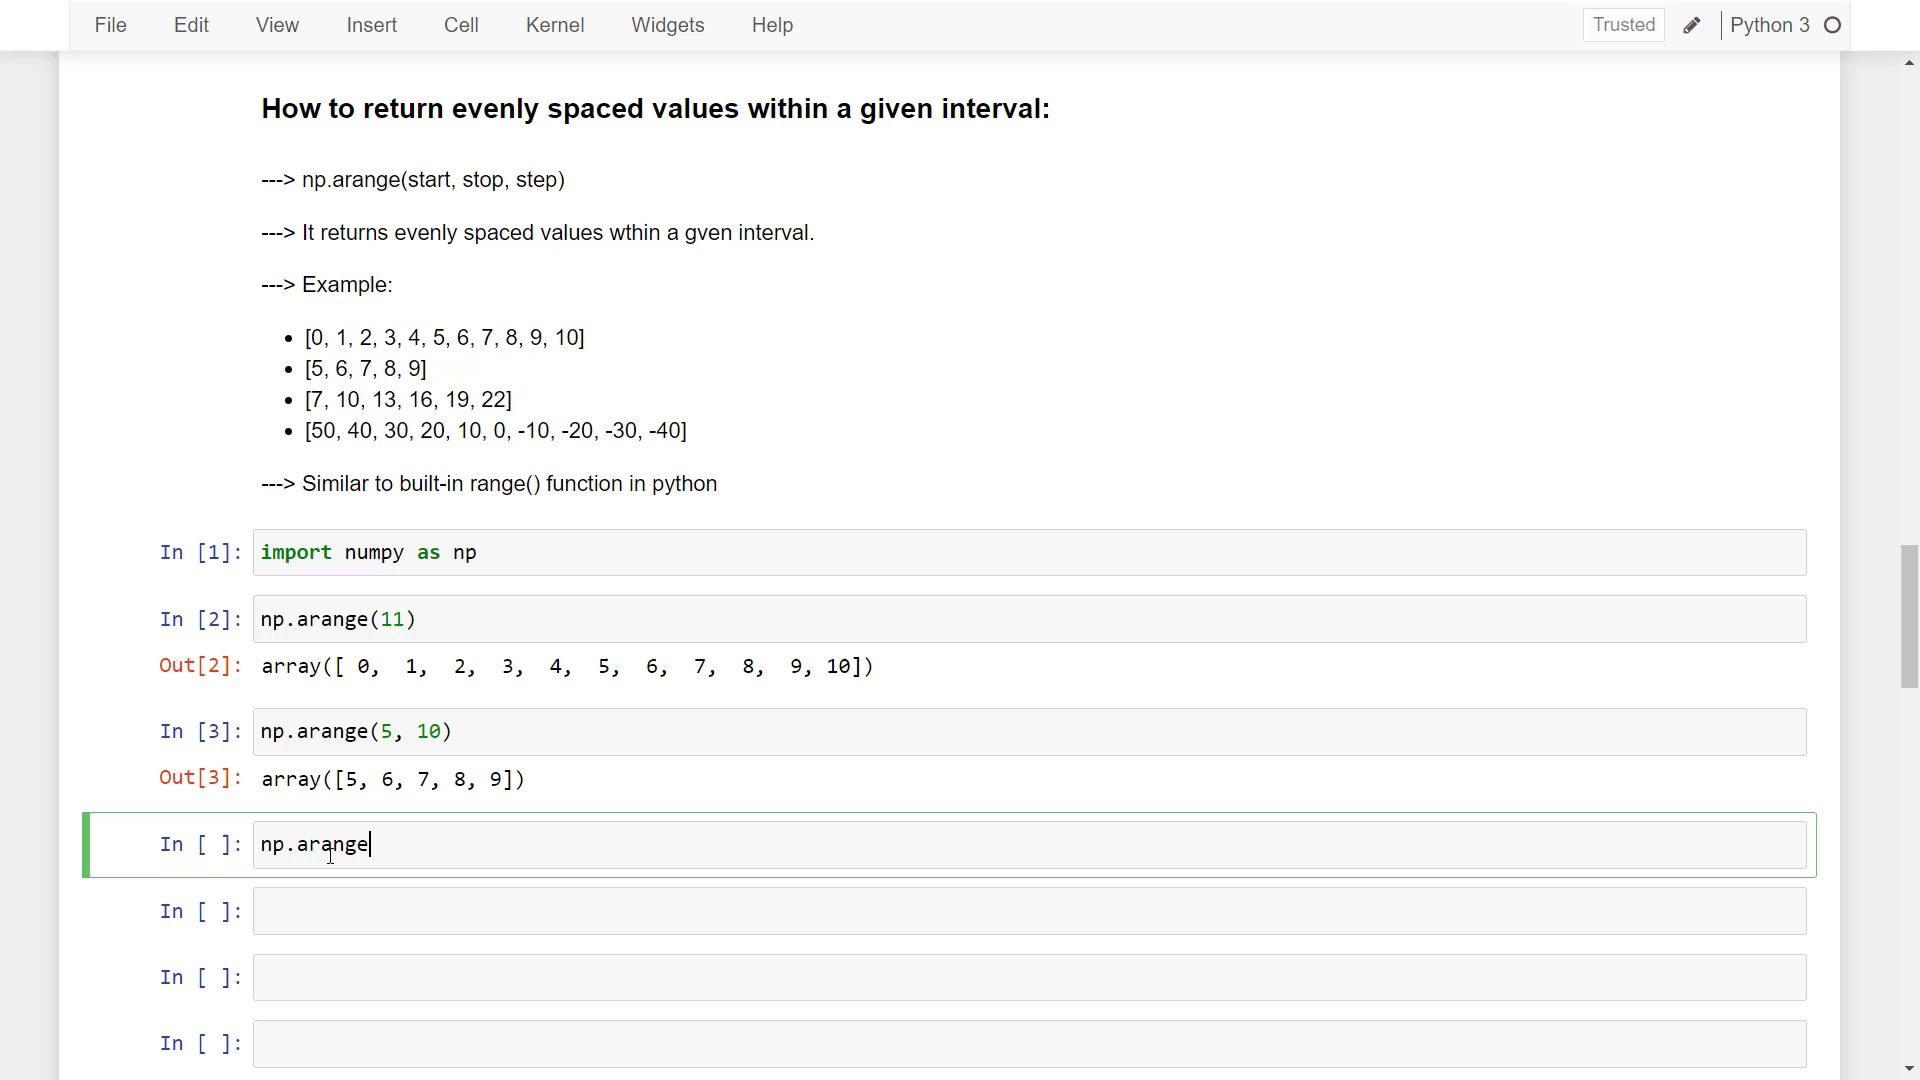 File Edit View Insert Cell Kernel Widgets Help Trusted Python 3
How to return evenly spaced values within a given interval:
---> np.arange(start, stop, step)
---> It returns evenly spaced values wthin a gven interval.
---> Example:
• [0, 1, 2, 3, 4, 5, 6, 7, 8, 9, 10]
• [5, 6, 7, 8, 9]
• [7, 10, 13, 16, 19, 22]
• [50, 40, 30, 20, 10, 0, -10, -20, -30, -40]
---> Similar to built-in range() function in python
In [1]: import numpy as np
In [2]: np.arange(11)
Out[2]: array([ 0,  1,  2,  3,  4,  5,  6,  7,  8,  9, 10])
In [3]: np.arange(5, 10)
Out[3]: array([5, 6, 7, 8, 9])
In [ ]: np.arange
In [ ]:
In [ ]:
In [ ]: